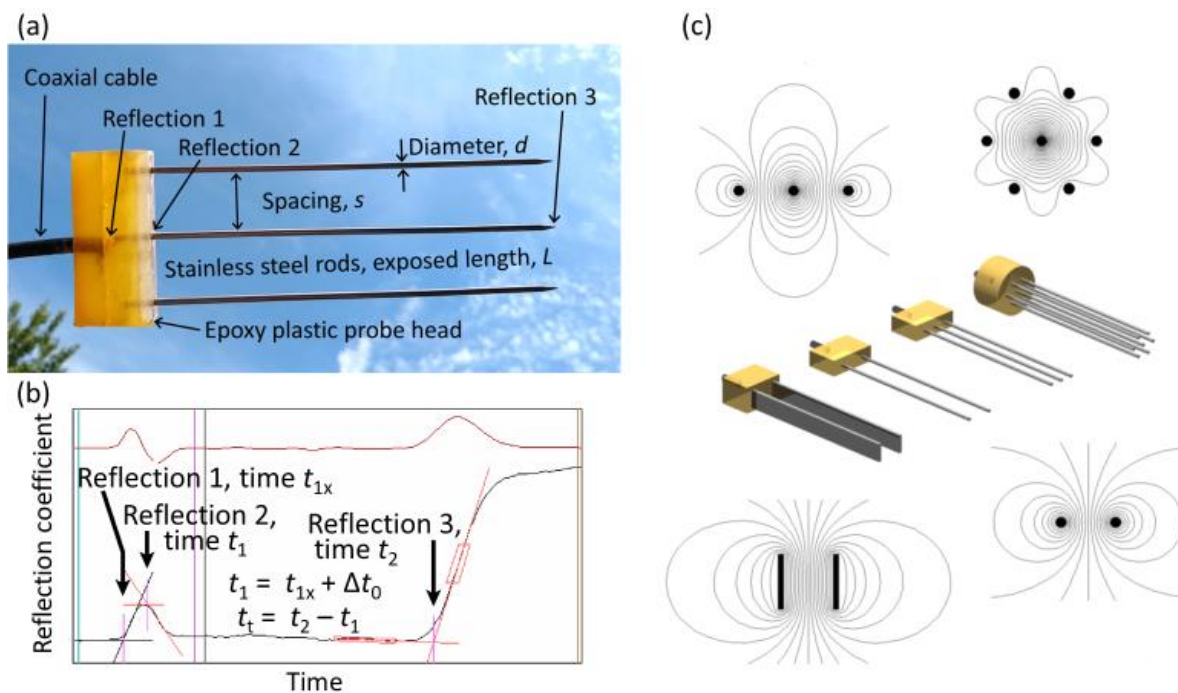 (a)
Coaxial cable
Reflection 1
Reflection 2
Diameter, d
Reflection 3
Spacing, s
Stainless steel rods, exposed length, L
Epoxy plastic probe head
(b)
Reflection coefficient
Reflection 1, time t1x
Reflection 2,
time t1
Reflection 3,
time t2
t1 = t1x + Δt0
tt = t2 − t1
Time
(c)